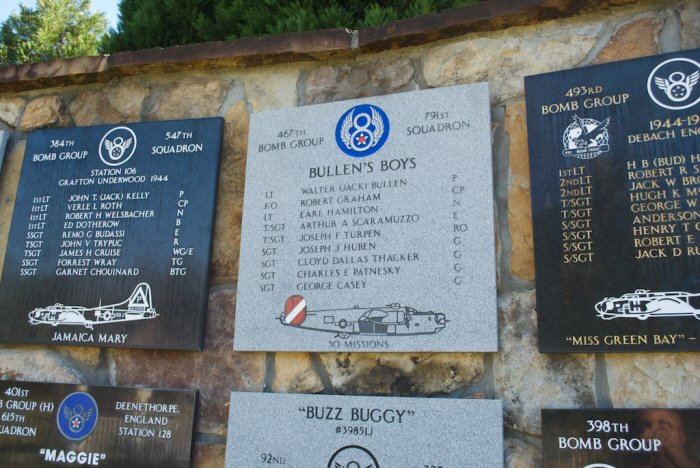 384TH
BOMB GROUP
547TH
SQUADRON
STATION 106
GRAFTON UNDERWOOD 1944
1STLT JOHN T. (JACK) KELLY P
1STLT VERLE L ROTH CP
1STLT ROBERT H WELSBACHER N
1STLT ED DOTHEROW B
SSGT REMO G BUDASSI E
TSGT JOHN V TRYPUC R
TSGT JAMES H CRUISE WG/E
SSGT FORREST WRAY TG
SSGT GARNET CHOUINARD BTG
JAMAICA MARY
467TH
BOMB GROUP
791ST
SQUADRON
BULLEN'S BOYS
LT WALTER (JACK) BULLEN P
F/O ROBERT GRAHAM CP
LT EARL HAMILTON N
T/SGT ARTHUR A SCARAMUZZO E
T/SGT JOSEPH F TURPEN RO
SGT JOSEPH J HUBEN G
SGT CLOYD DALLAS THACKER G
SGT CHARLES E PATNESKY G
SGT GEORGE CASEY G
30 MISSIONS
493RD
BOMB GROUP
1944-19
DEBACH EN
1STLT H B (BUD) H
2NDLT ROBERT R S
2NDLT JACK W BRO
T/SGT HUGH K M
T/SGT GEORGE W
S/SGT ANDERSON
S/SGT HENRY T C
S/SGT ROBERT E
S/SGT JACK D RU
"MISS GREEN BAY" -
401ST
B GROUP (H)
615TH
QUADRON
DEENETHORPE,
ENGLAND
STATION 128
"MAGGIE"
"BUZZ BUGGY"
#3985IJ
92ND
398TH
BOMB GROUP